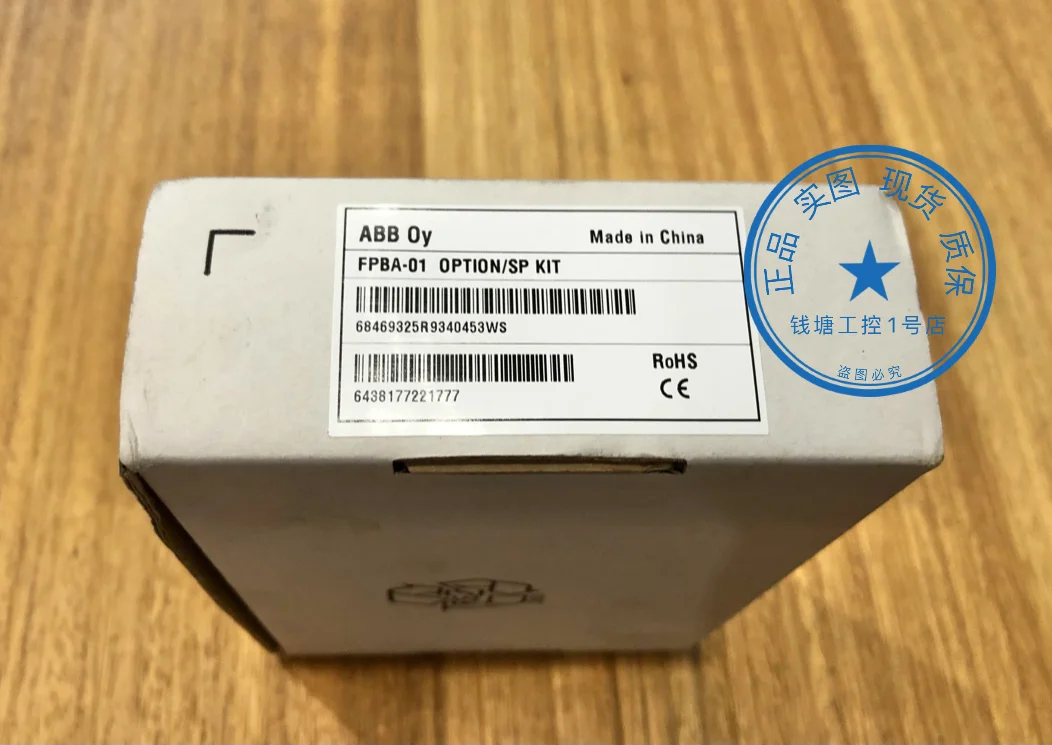 ABB Oy
Made in China
FPBA-01 OPTION/SP KIT
68469325R9340453WS
6438177221777
RoHS
CE
正品 实图 现货 质保
钱塘工控1号店
盗图必究